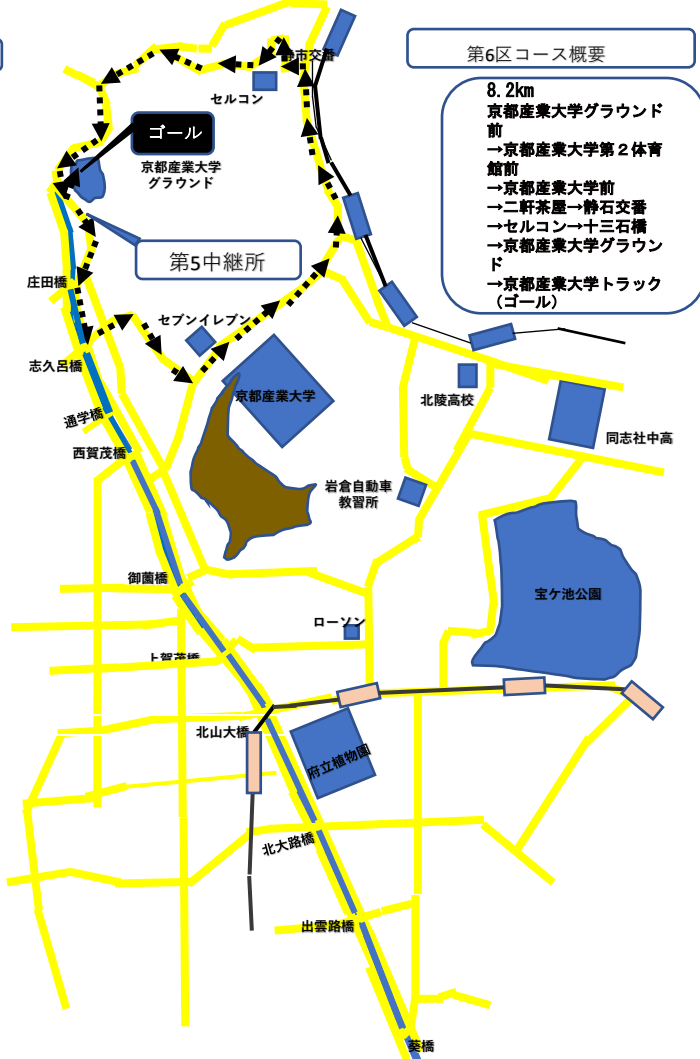 第6区コース概要
8.2km
京都産業大学グラウンド
前
→京都産業大学第２体育
館前
→京都産業大学前
→二軒茶屋→静石交番
→セルコン→十三石橋
→京都産業大学グラウン
ド
→京都産業大学トラック
（ゴール）
静市交番
セルコン
ゴール
京都産業大学
グラウンド
第5中継所
庄田橋
セブンイレブン
志久呂橋
京都産業大学
北陵高校
通学橋
同志社中高
西賀茂橋
岩倉自動車
教習所
御薗橋
宝ケ池公園
ローソン
上賀茂橋
北山大橋
府立植物園
北大路橋
出雲路橋
葵橋